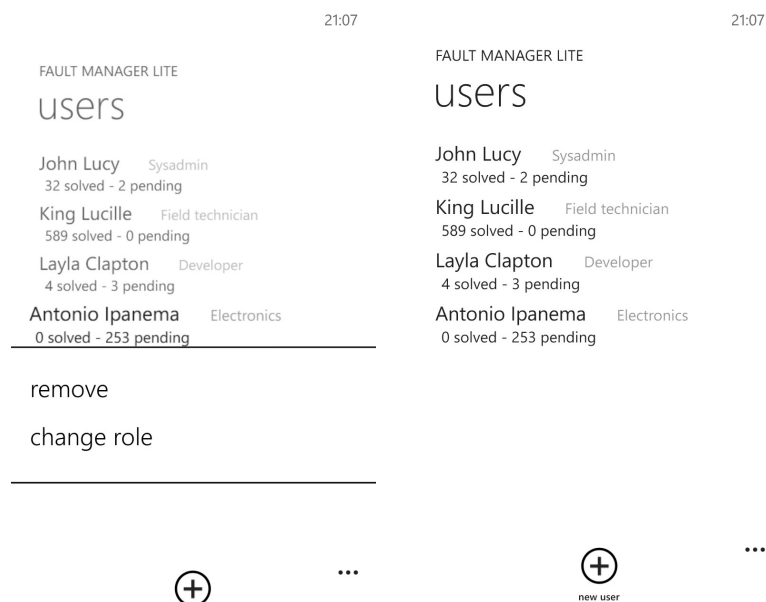 21:07
FAULT MANAGER LITE
users
John Lucy Sysadmin
32 solved - 2 pending
King Lucille Field technician
589 solved - 0 pending
Layla Clapton Developer
4 solved - 3 pending
Antonio Ipanema Electronics
0 solved - 253 pending
remove
change role
21:07
FAULT MANAGER LITE
users
John Lucy Sysadmin
32 solved - 2 pending
King Lucille Field technician
589 solved - 0 pending
Layla Clapton Developer
4 solved - 3 pending
Antonio Ipanema Electronics
0 solved - 253 pending
new user